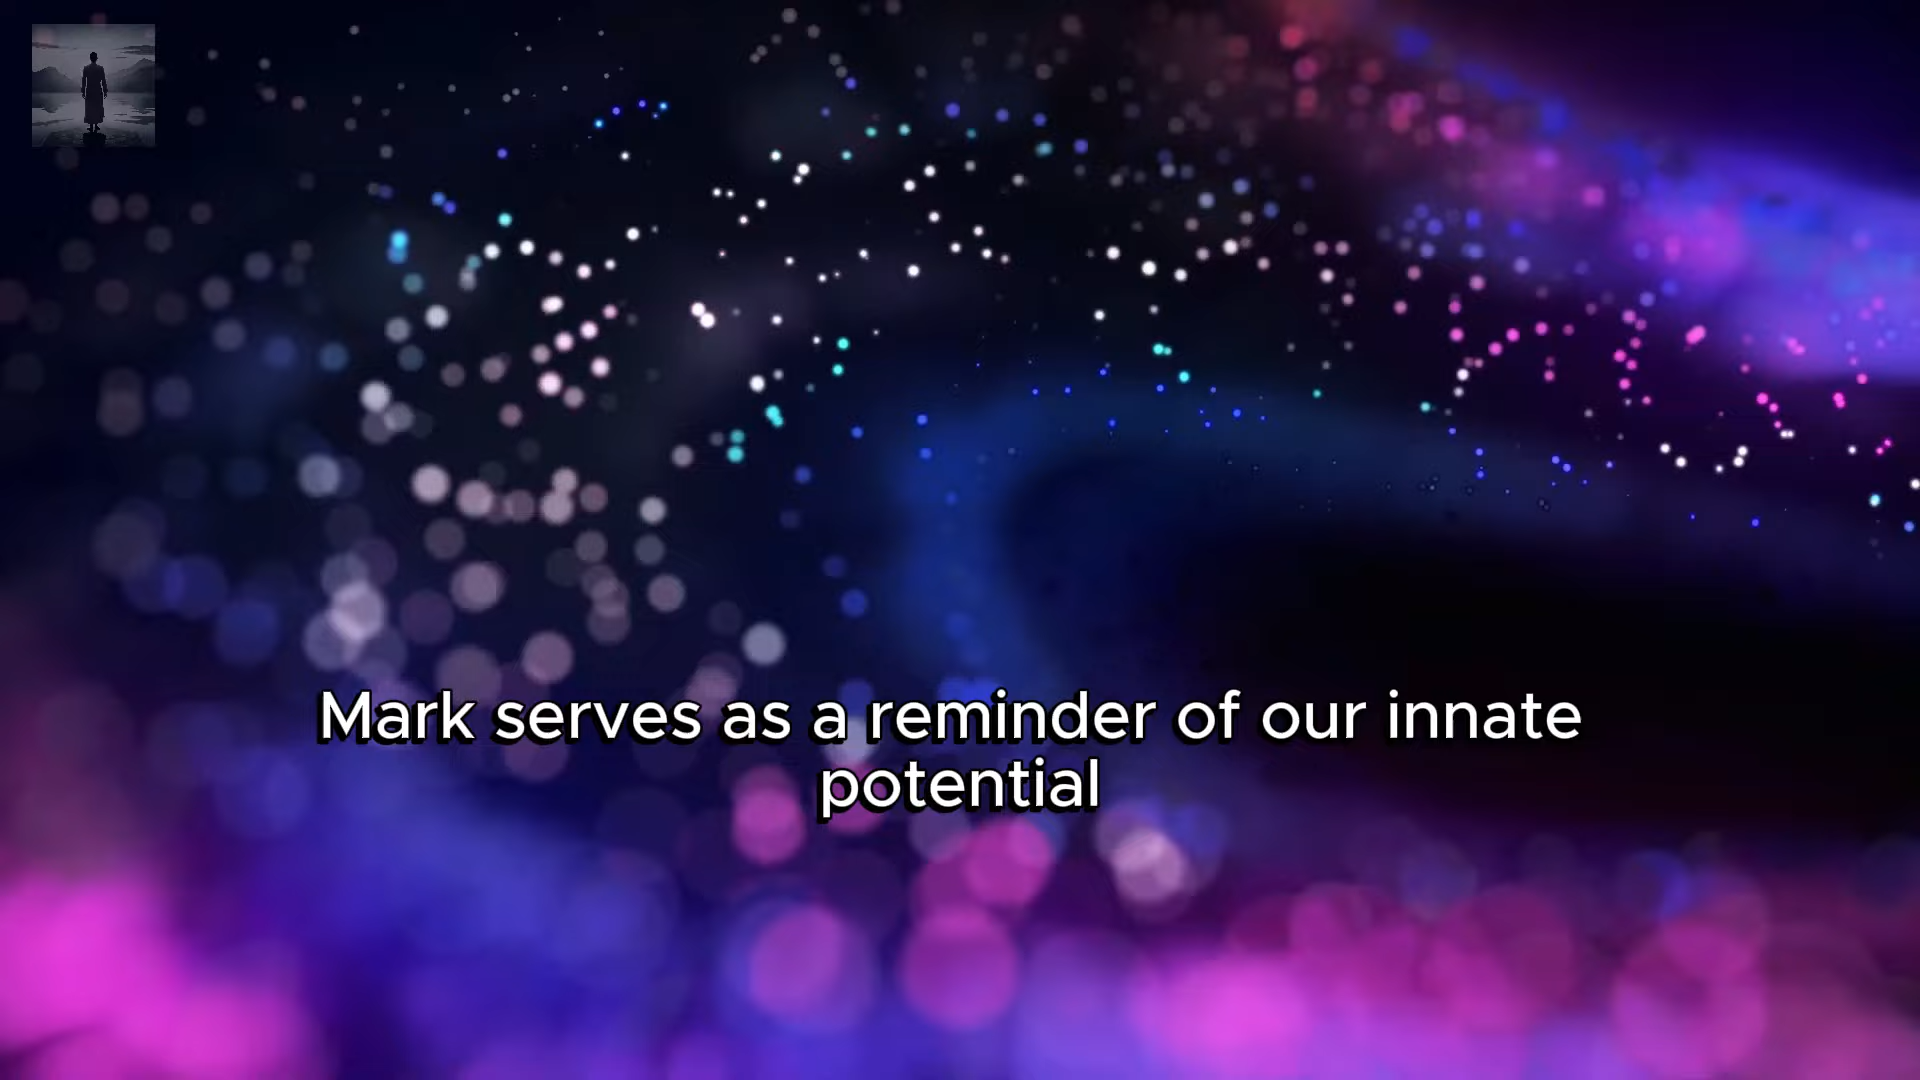 Mark serves as a reminder of our innate
potential